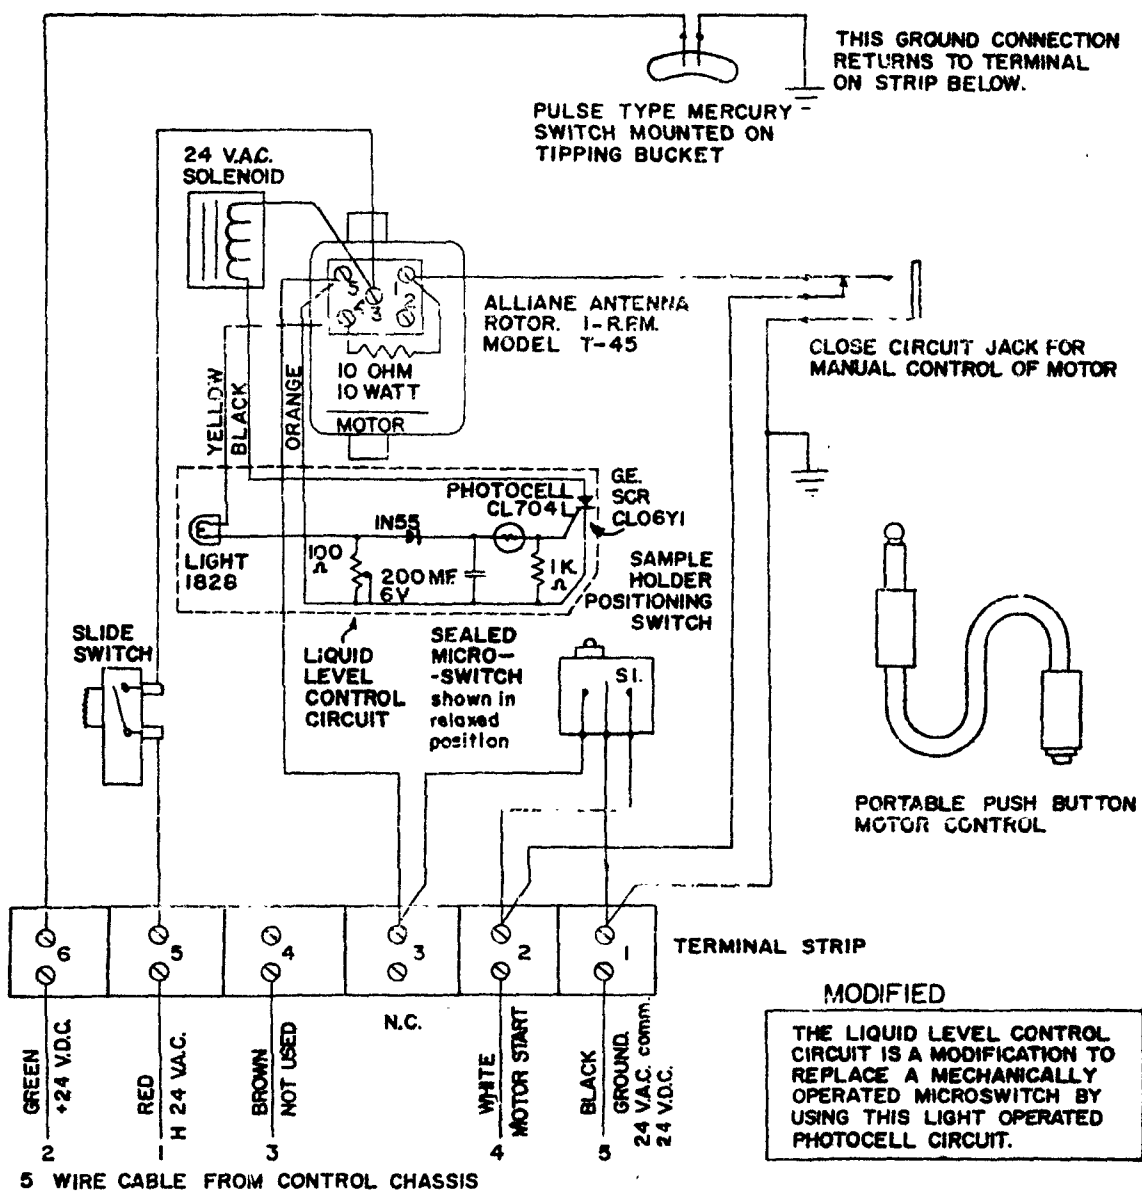 THIS GROUND CONNECTION
RETURNS TO TERMINAL
ON STRIP BELOW.
PULSE TYPE MERCURY
SWITCH MOUNTED ON
TIPPING BUCKET
24 V.A.C.
SOLENOID
5
1
4
3
2
ALLIANE ANTENNA
ROTOR. 1-R.P.M.
MODEL T-45
10 OHM
10 WATT
MOTOR
CLOSE CIRCUIT JACK FOR
MANUAL CONTROL OF MOTOR
YELLOW
BLACK
ORANGE
PHOTOCELL
CL704L
G.E.
SCR
CLO6Y1
LIGHT
1828
100
Ω
1N55
200 MF.
6V
1K
Ω
SAMPLE
HOLDER
POSITIONING
SWITCH
SLIDE
SWITCH
LIQUID
LEVEL
CONTROL
CIRCUIT
SEALED
MICRO-
-SWITCH
shown in
relaxed
position
S1.
PORTABLE PUSH BUTTON
MOTOR CONTROL
6
5
4
3
2
1
TERMINAL STRIP
N.C.
GREEN
+24 V.D.C.
RED
H 24 V.A.C.
BROWN
NOT USED
WHITE
MOTOR START
BLACK
GROUND.
24 V.A.C. comm.
24 V.D.C.
2
1
3
4
5
5 WIRE CABLE FROM CONTROL CHASSIS
MODIFIED
THE LIQUID LEVEL CONTROL
CIRCUIT IS A MODIFICATION TO
REPLACE A MECHANICALLY
OPERATED MICROSWITCH BY
USING THIS LIGHT OPERATED
PHOTOCELL CIRCUIT.